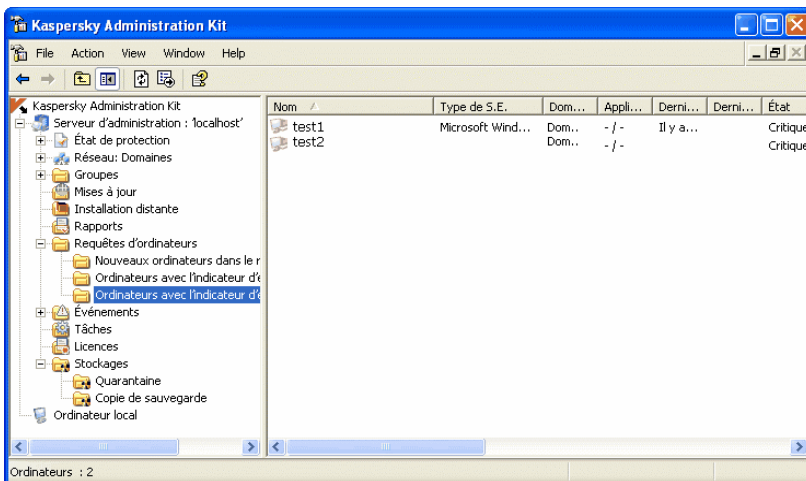 Kaspersky Administration Kit
File Action View Window Help
Kaspersky Administration Kit
Serveur d'administration : 'localhost'
État de protection
Réseau: Domaines
Groupes
Mises à jour
Installation distante
Rapports
Requêtes d'ordinateurs
Nouveaux ordinateurs dans le r
Ordinateurs avec l'indicateur d'é
Ordinateurs avec l'indicateur d'é
Événements
Tâches
Licences
Stockages
Quarantaine
Copie de sauvegarde
Ordinateur local
Nom Type de S.E. Dom... Appli... Derni... Derni... État
test1 Microsoft Wind... Dom.. - / - Il y a... Critique
test2 Dom.. - / - Critique
Ordinateurs : 2